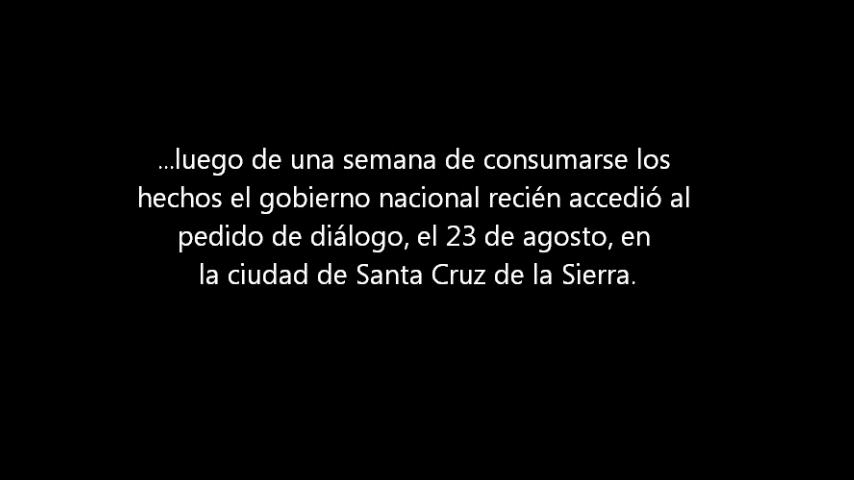 ...luego de una semana de consumarse los
hechos el gobierno nacional recién accedió al
pedido de diálogo, el 23 de agosto, en
la ciudad de Santa Cruz de la Sierra.